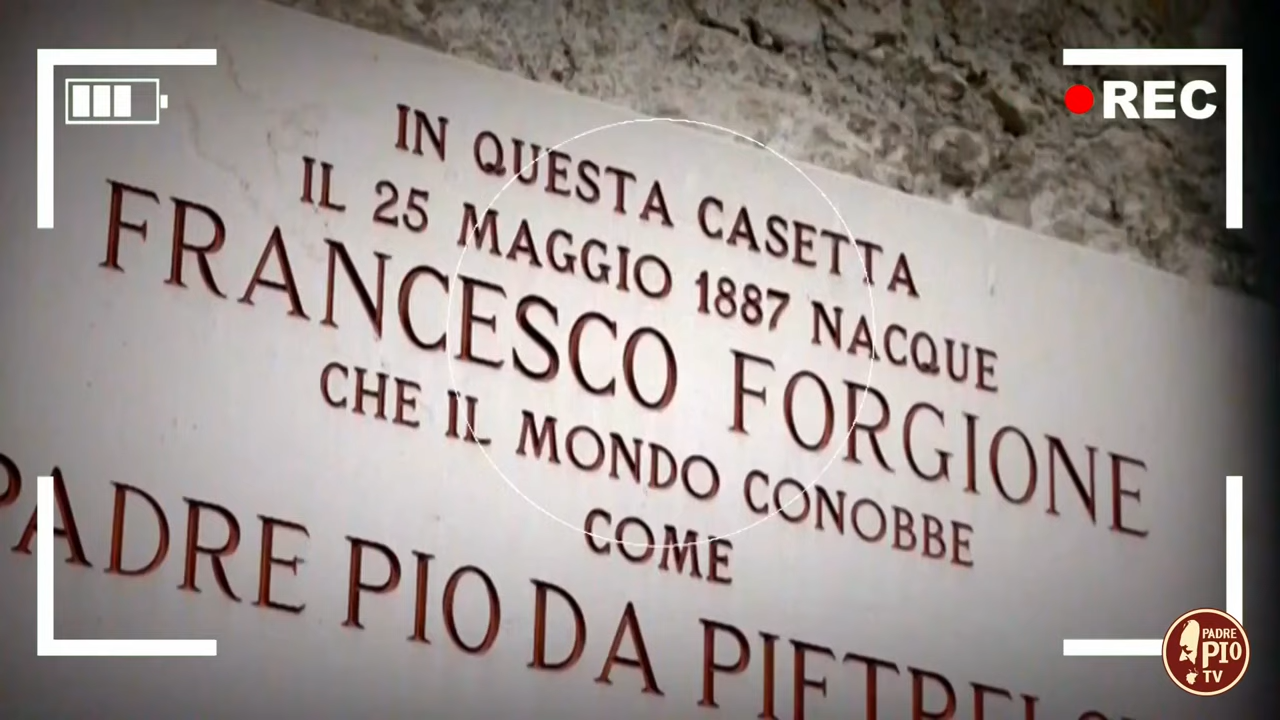 REC
IN QUESTA CASETTA
IL 25 MAGGIO 1887 NACQUE
FRANCESCO FORGIONE
CHE IL MONDO CONOBBE
COME
PADRE PIO DA
PADRE
PIO
TV